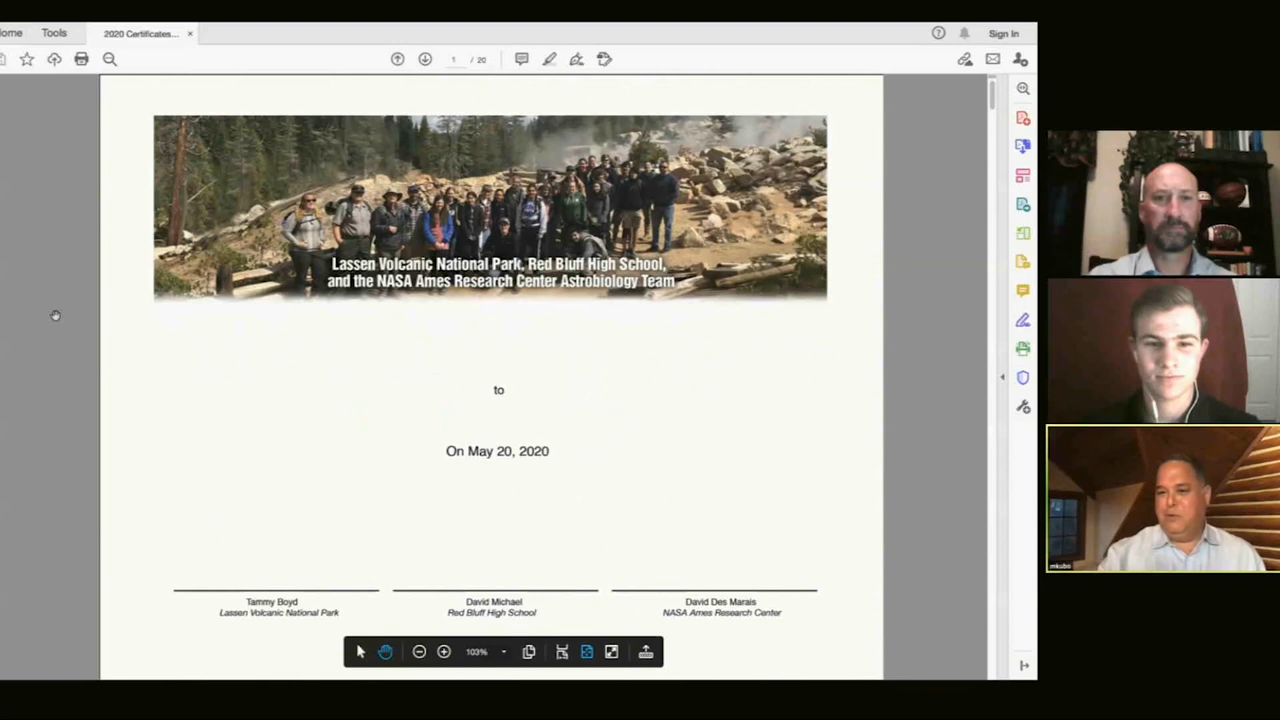 ome Tools 2020 Certificates... × Sign In
1 / 20
Lassen Volcanic National Park, Red Bluff High School,
and the NASA Ames Research Center Astrobiology Team
to
On May 20, 2020
Tammy Boyd David Michael David Des Marais
Lassen Volcanic National Park Red Bluff High School NASA Ames Research Center
103%
mkubo